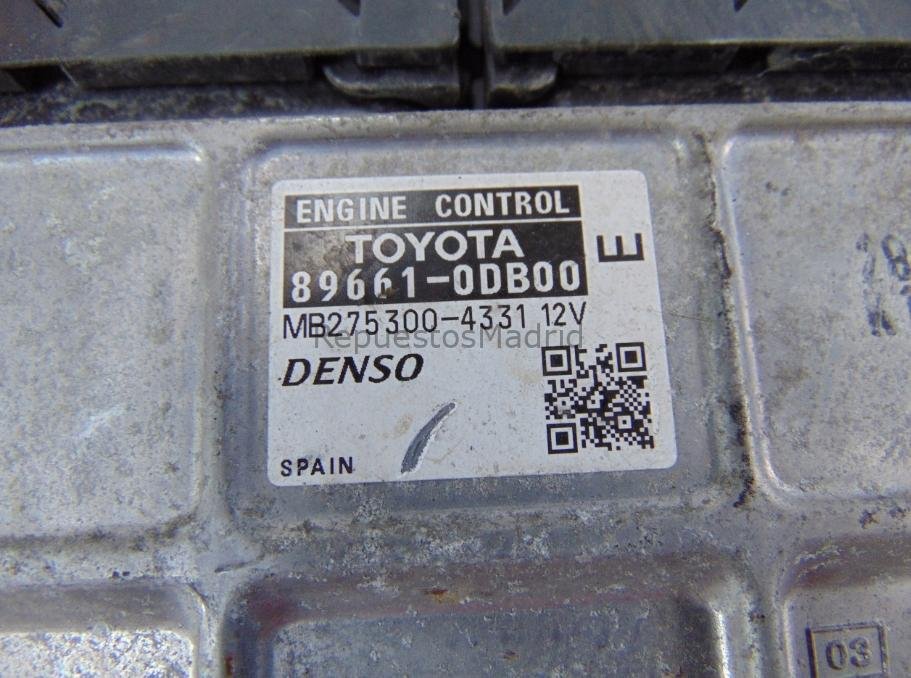 ENGINE CONTROL
TOYOTA
E
89661-0DB00
MB275300-4331 12V
RepuestosMadrid
DENSO
SPAIN
03